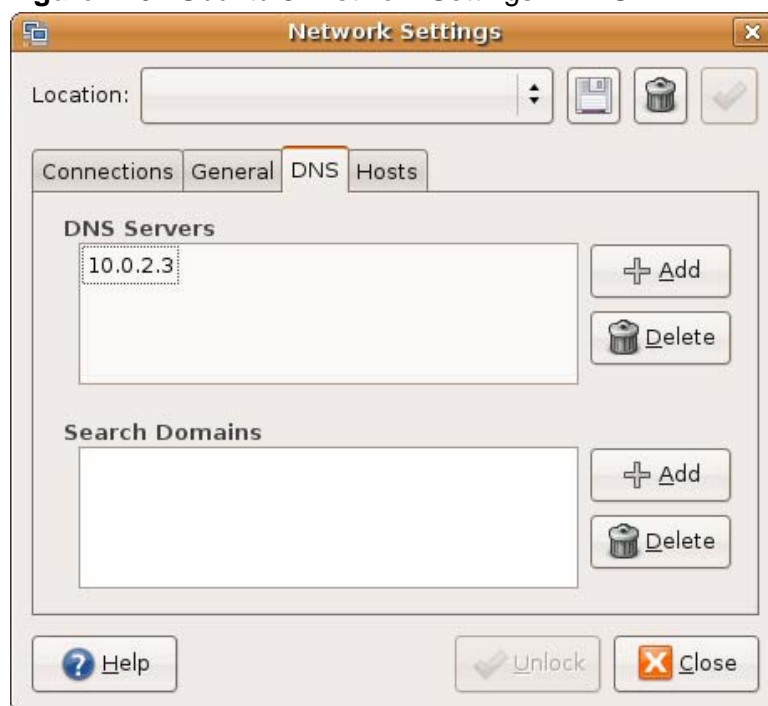 Network Settings
Location:
Connections General DNS Hosts
DNS Servers
10.0.2.3
Add
Delete
Search Domains
Add
Delete
Help
Unlock
Close